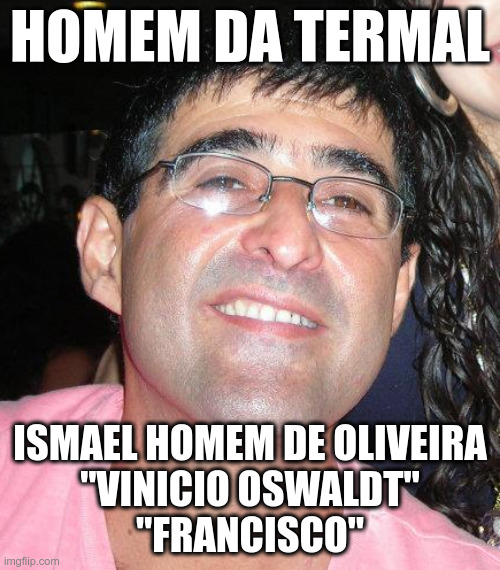 HOMEM DA TERMAL
ISMAEL HOMEM DE OLIVEIRA
"VINICIO OSWALDT"
"FRANCISCO"
imgflip.com